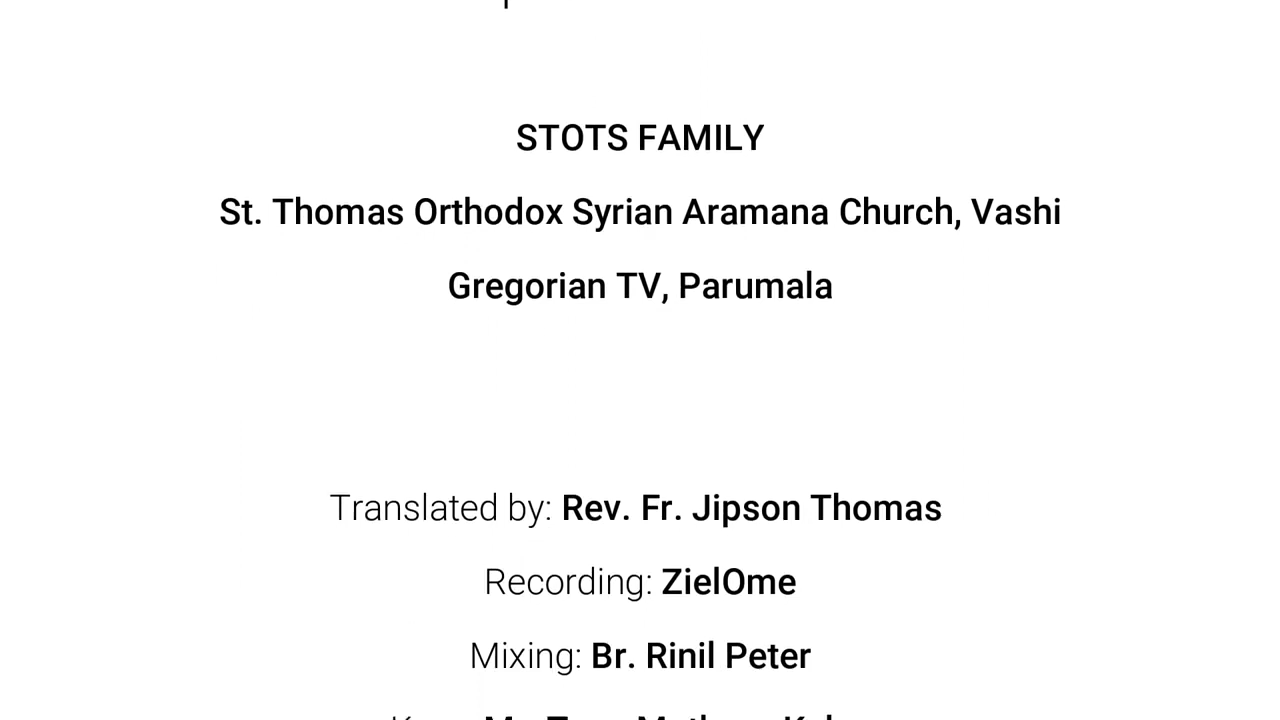 STOTS FAMILY
St. Thomas Orthodox Syrian Aramana Church, Vashi
Gregorian TV, Parumala
Translated by: Rev. Fr. Jipson Thomas
Recording: ZielOme
Mixing: Br. Rinil Peter